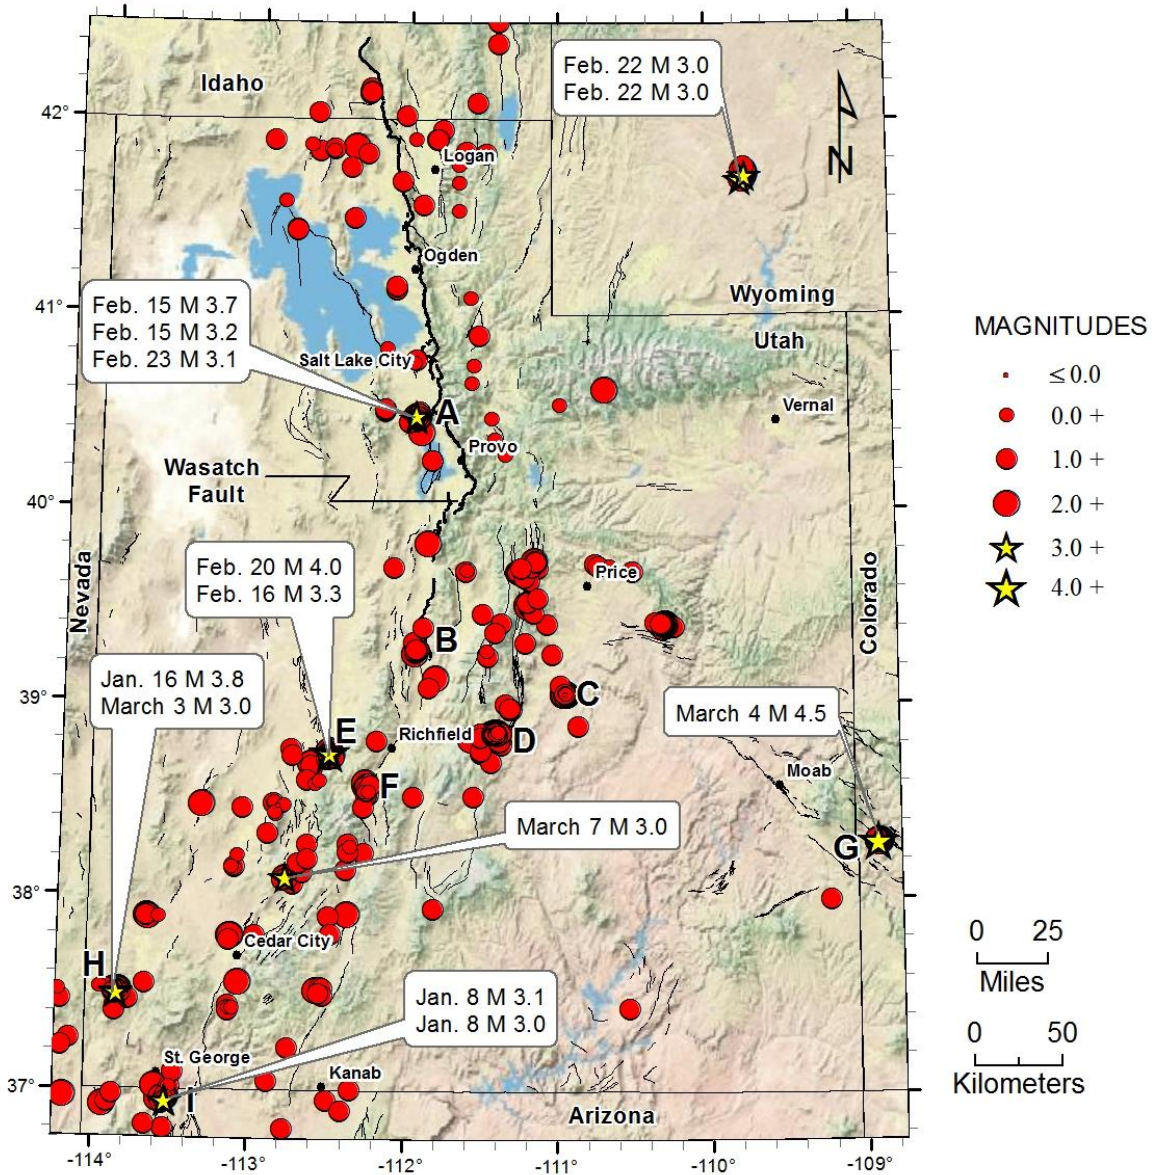 Idaho
42°
Feb. 22 M 3.0
Feb. 22 M 3.0
N
Logan
Ogden
Wyoming
41°
Utah
Feb. 15 M 3.7
Feb. 15 M 3.2
Feb. 23 M 3.1
Salt Lake City
A
Vernal
Provo
Wasatch
Fault
40°
Nevada
Colorado
Feb. 20 M 4.0
Feb. 16 M 3.3
Price
B
39°
C
Jan. 16 M 3.8
March 3 M 3.0
March 4 M 4.5
E
Richfield
D
Moab
F
March 7 M 3.0
G
38°
Cedar City
H
Jan. 8 M 3.1
Jan. 8 M 3.0
St. George
37°
Kanab
I
Arizona
-114°
-113°
-112°
-111°
-110°
-109°
MAGNITUDES
≤ 0.0
0.0 +
1.0 +
2.0 +
3.0 +
4.0 +
0 25
Miles
0 50
Kilometers